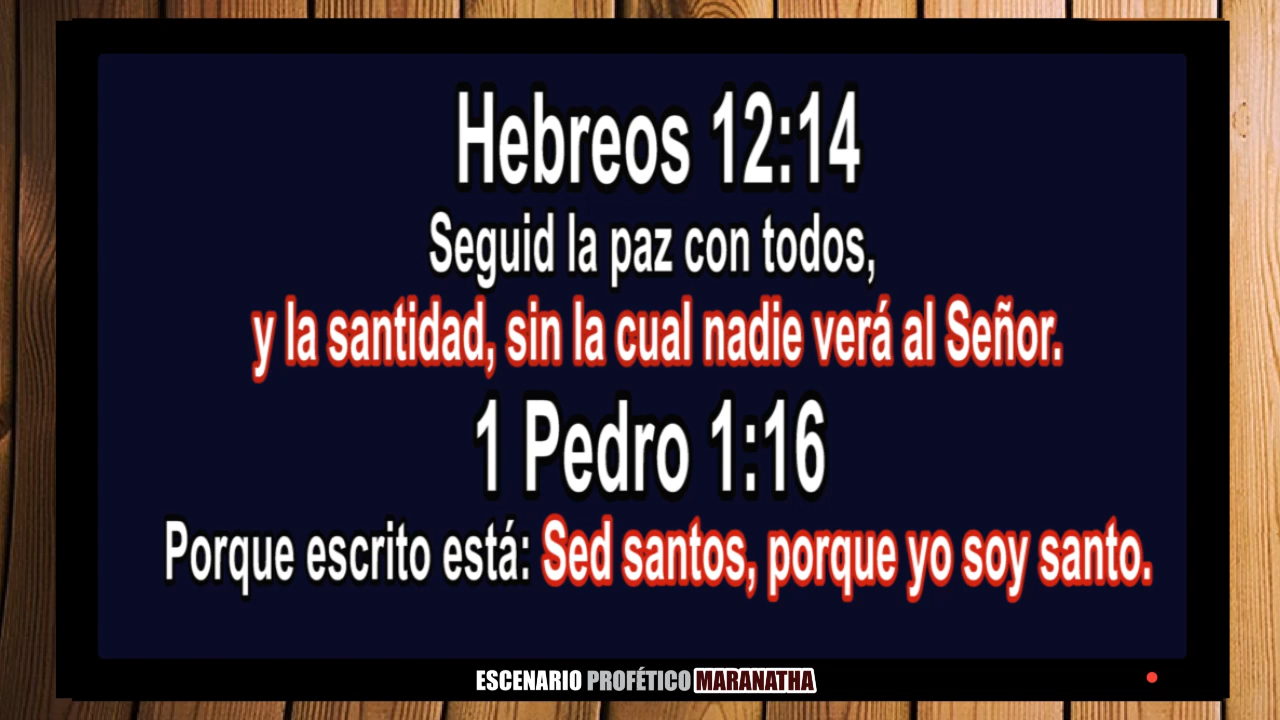 Hebreos 12:14
Seguid la paz con todos,
y la santidad, sin la cual nadie verá al Señor.
1 Pedro 1:16
Porque escrito está: Sed santos, porque yo soy santo.
ESCENARIO PROFÉTICO MARANATHA